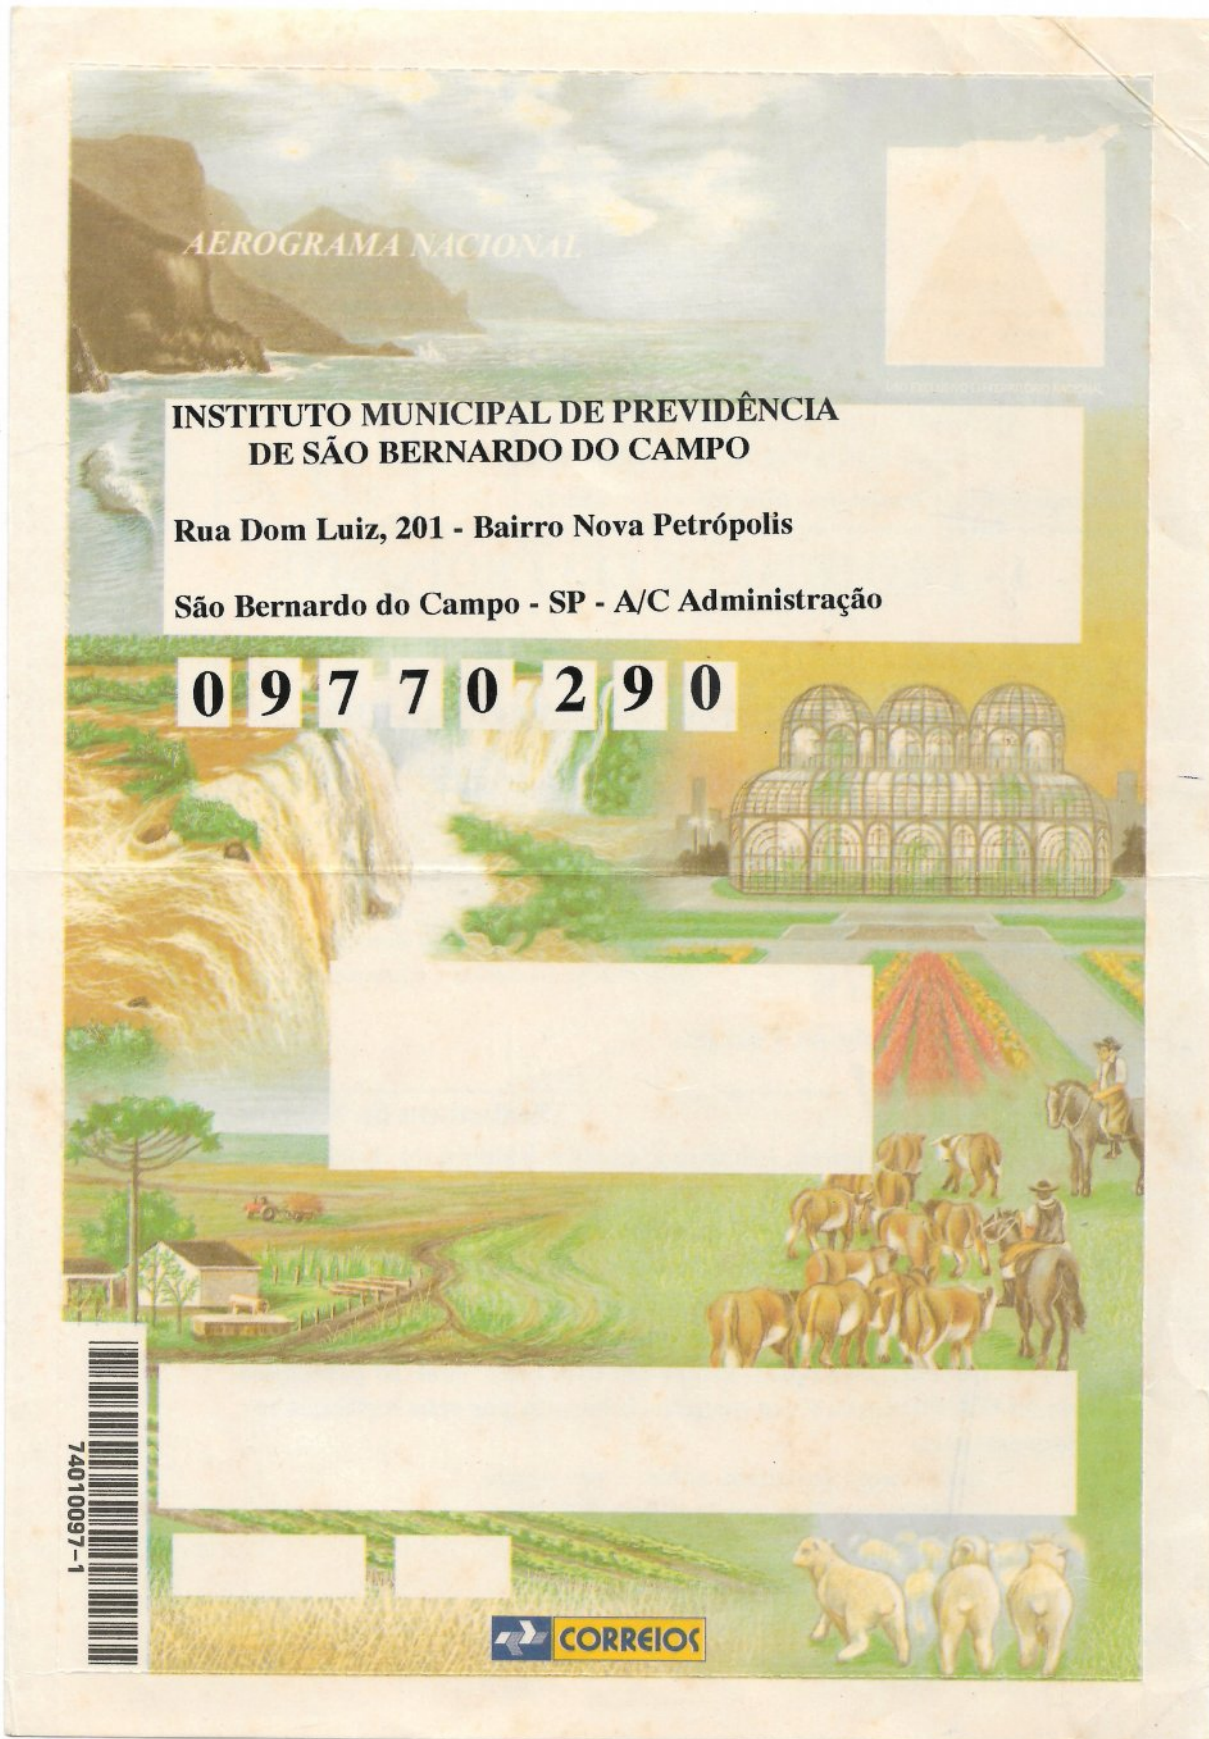 AEROGRAMA NACIONAL
INSTITUTO MUNICIPAL DE PREVIDÊNCIA
DE SÃO BERNARDO DO CAMPO
Rua Dom Luiz, 201 - Bairro Nova Petrópolis
São Bernardo do Campo - SP - A/C Administração
0 9 7 7 0 2 9 0
74010097-1
CORREIOS